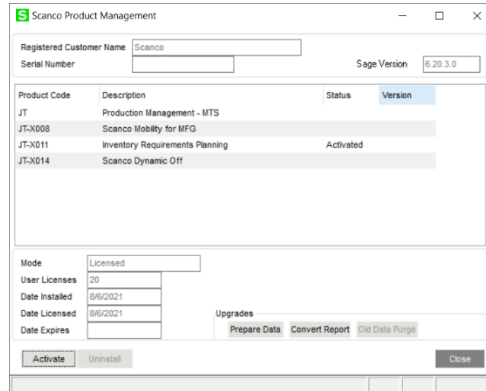 S Scanco Product Management
Registered Customer Name Scanco
Serial Number Sage Version 6.20.3.0
Product Code Description Status Version
JT Production Management - MTS
JT-X008 Scanco Mobility for MFG
JT-X011 Inventory Requirements Planning Activated
JT-X014 Scanco Dynamic Off
Mode Licensed
User Licenses 20
Date Installed 8/6/2021
Date Licensed 8/6/2021 Upgrades
Date Expires Prepare Data Convert Report Old Data Purge
Activate Uninstall Close